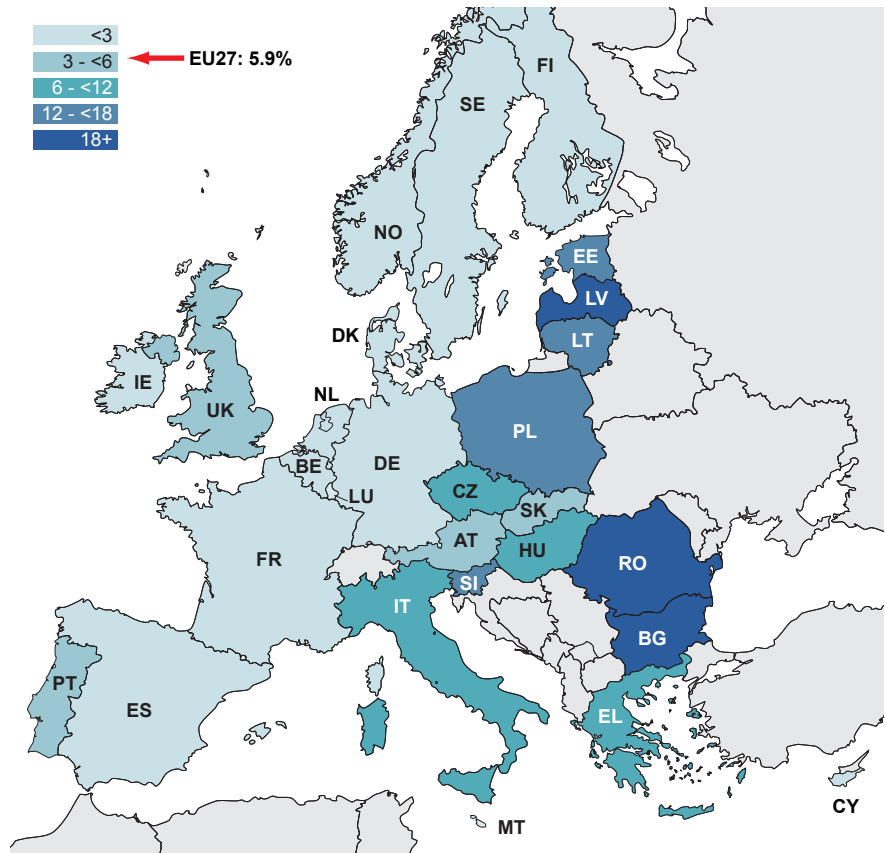 <3
3 - <6
EU27: 5.9%
6 - <12
12 - <18
18+
FI
SE
NO
EE
LV
DK
LT
IE
NL
UK
PL
BE
DE
CZ
LU
SK
AT
HU
FR
RO
SI
IT
BG
PT
ES
EL
CY
MT